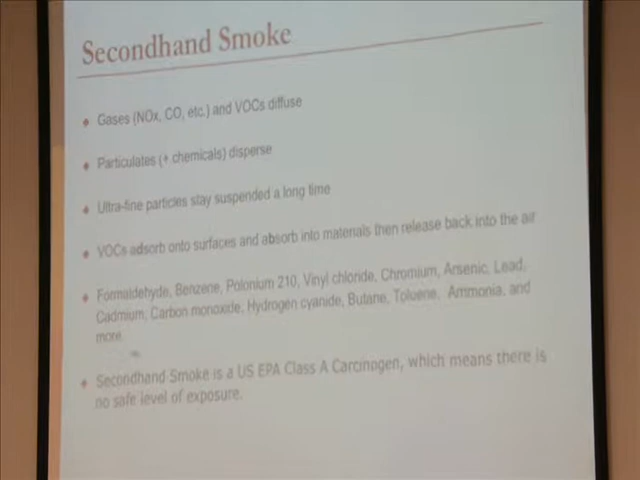 Secondhand Smoke
Gases (NOx, CO, etc.) and VOCs diffuse
Particulates (+ chemicals) disperse
Ultra-fine particles stay suspended a long time
VOCs adsorb onto surfaces and absorb into materials then release back into the air
Formaldehyde, Benzene, Polonium 210, Vinyl chloride, Chromium, Arsenic, Lead,
Cadmium, Carbon monoxide, Hydrogen cyanide, Butane, Toluene, Ammonia, and
more.
Secondhand Smoke is a US EPA Class A Carcinogen, which means there is
no safe level of exposure.